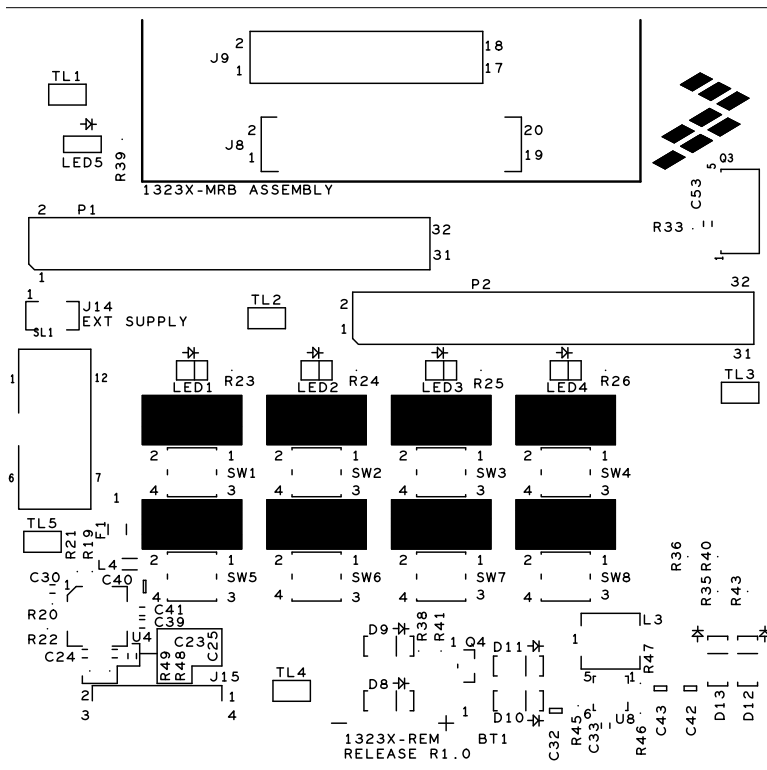 2 18
J9
1 17
TL1
2 20
J8
1 19
LED5
R39
Q3
5
C53
1323X-MRB ASSEMBLY
2 P1
32
R33
31
1
1
P2 32
1 J14
TL2
2
EXT SUPPLY
SL1
1
31
1 12
LED1 R23
LED2 R24
LED3 R25
LED4 R26
TL3
2 1
2 1
2 1
2 1
SW1 SW2 SW3 SW4
6 7
4 3
4 3
4 3
4 3
1
TL5
R21
R19
F1
L4
2 1
2 1
2 1
2 1
SW5 SW6 SW7 SW8
4 3
4 3
4 3
4 3
R36
R40
R35
R43
C30
1
C40
R20
C41
C39
R22
U4
C23
C25
C24
R49
R48
J15
2 1
3 4
TL4
D9
R38
R41
1
Q4
D11
D8
1
D10
1
L3
R47
5 1
6
U8
C32
R45
C33
R46
C43
C42
D13
D12
− +
1323X-REM BT1
RELEASE R1.0